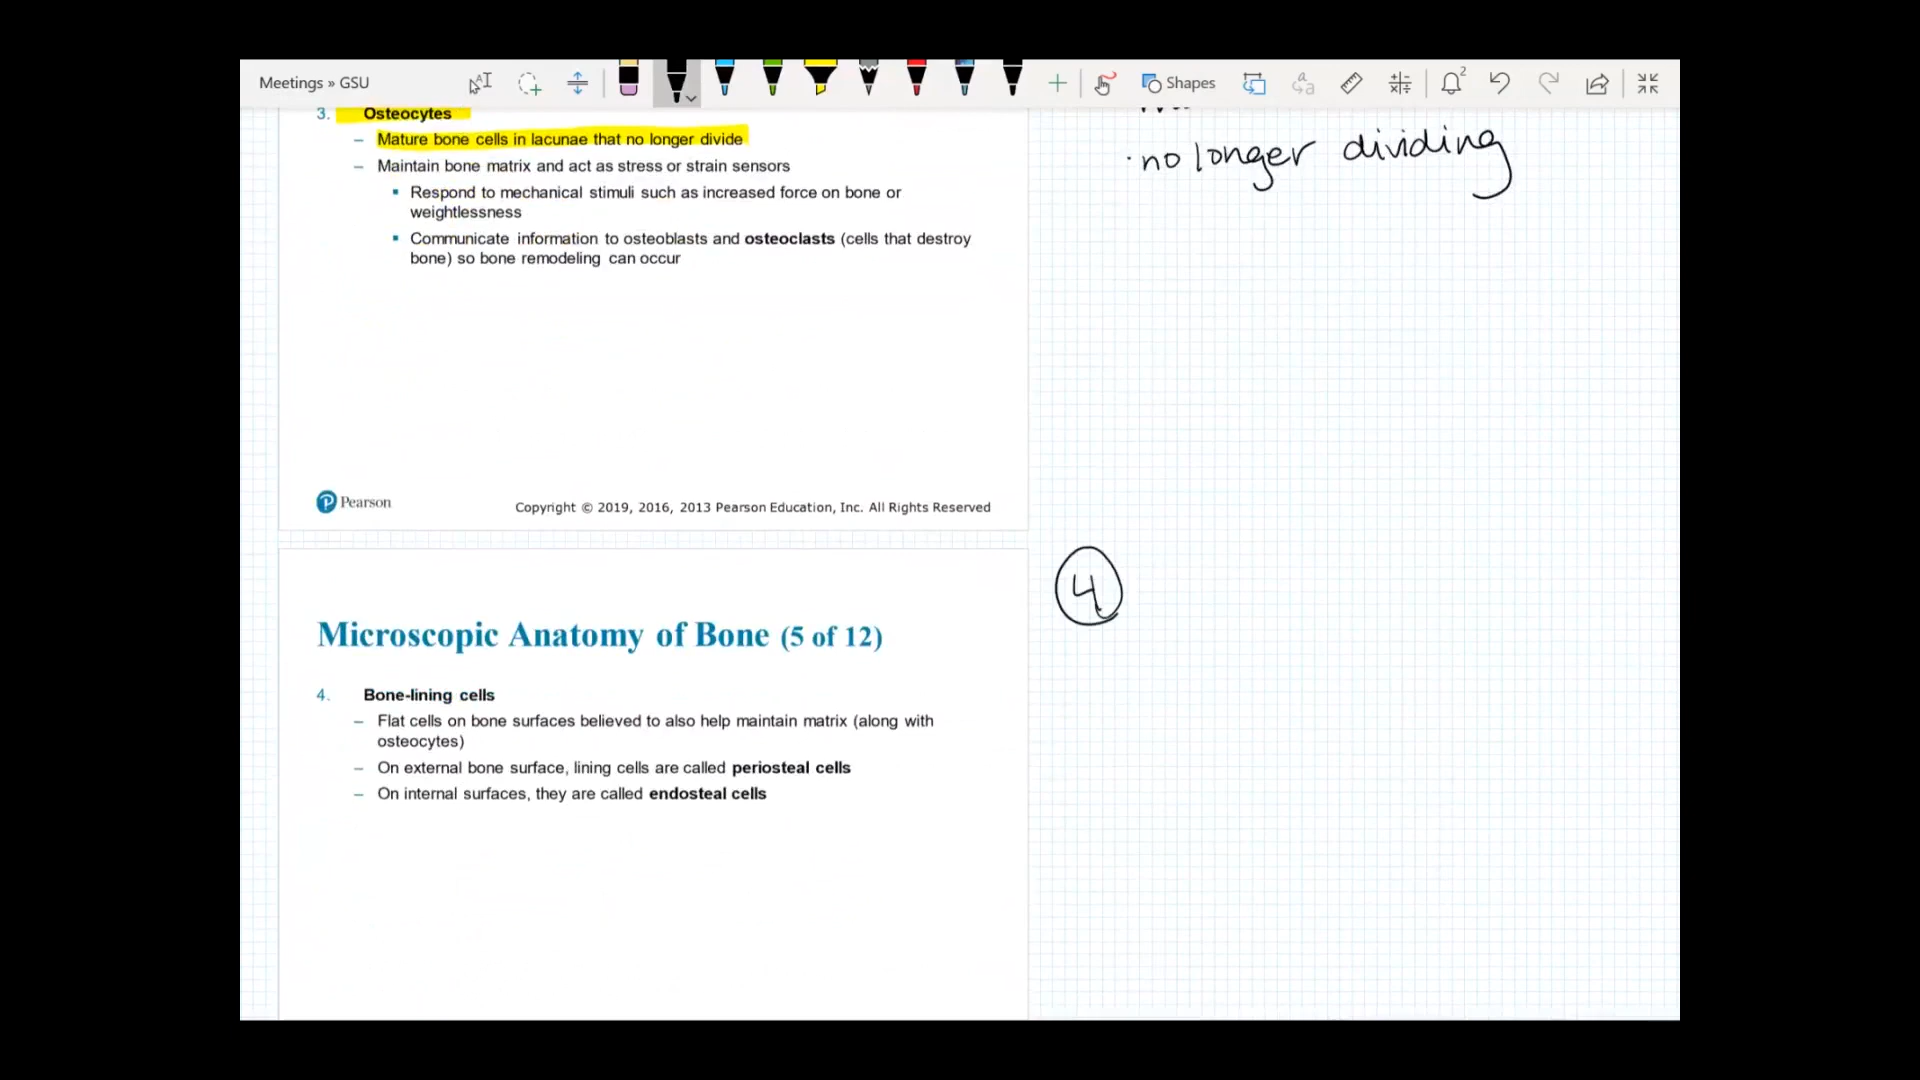 Meetings » GSU
Shapes
2
3. Osteocytes
– Mature bone cells in lacunae that no longer divide
– Maintain bone matrix and act as stress or strain sensors
▪ Respond to mechanical stimuli such as increased force on bone or
weightlessness
▪ Communicate information to osteoblasts and osteoclasts (cells that destroy
bone) so bone remodeling can occur
Pearson
Copyright © 2019, 2016, 2013 Pearson Education, Inc. All Rights Reserved
· no longer dividing
4
Microscopic Anatomy of Bone (5 of 12)
4. Bone-lining cells
– Flat cells on bone surfaces believed to also help maintain matrix (along with
osteocytes)
– On external bone surface, lining cells are called periosteal cells
– On internal surfaces, they are called endosteal cells